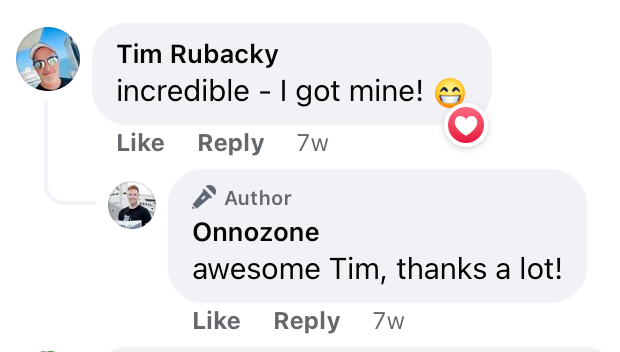 Tim Rubacky
incredible - I got mine! 😁
Like Reply 7w
Author
Onnozone
awesome Tim, thanks a lot!
Like Reply 7w